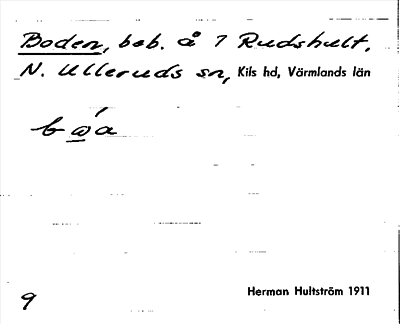 Boden, beb. å 7 Rudshult,
N. Ulleruds sn, Kils hd, Värmlands län
9
Herman Hultström 1911